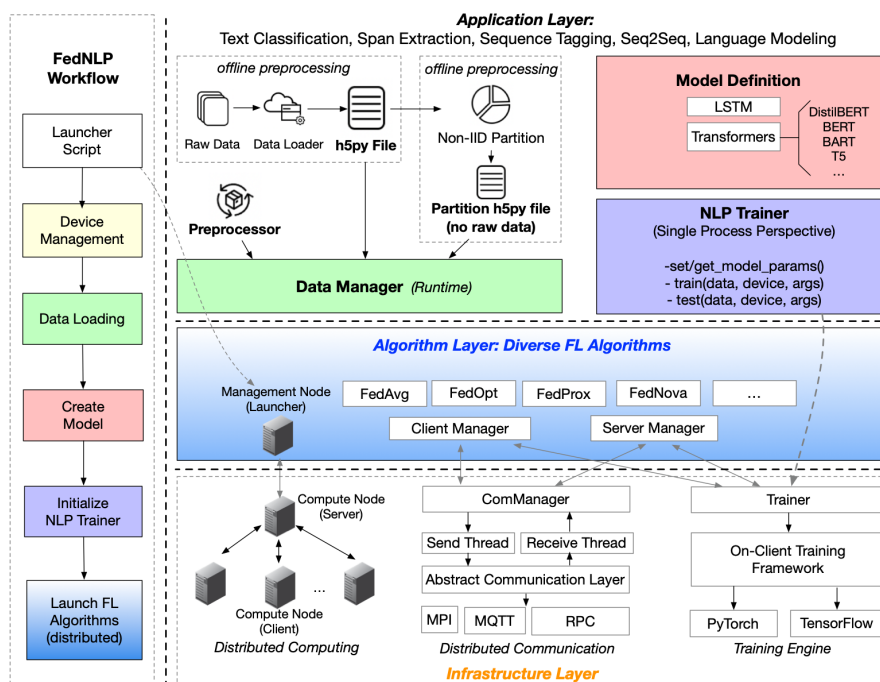 FedNLP
Workflow
Launcher
Script
Device
Management
Data Loading
Create
Model
Initialize
NLP Trainer
Launch FL
Algorithms
(distributed)
Application Layer:
Text Classification, Span Extraction, Sequence Tagging, Seq2Seq, Language Modeling
offline preprocessing
Raw Data
Data Loader
h5py File
offline preprocessing
Non-IID Partition
Partition h5py file
(no raw data)
Preprocessor
Data Manager (Runtime)
Model Definition
LSTM
Transformers
DistilBERT
BERT
BART
T5
...
NLP Trainer
(Single Process Perspective)
-set/get_model_params()
- train(data, device, args)
- test(data, device, args)
Algorithm Layer: Diverse FL Algorithms
Management Node
(Launcher)
FedAvg
FedOpt
FedProx
FedNova
...
Client Manager
Server Manager
Compute Node
(Server)
...
Compute Node
(Client)
Distributed Computing
ComManager
Send Thread
Receive Thread
Abstract Communication Layer
MPI
MQTT
RPC
Distributed Communication
Trainer
On-Client Training
Framework
PyTorch
TensorFlow
Training Engine
Infrastructure Layer